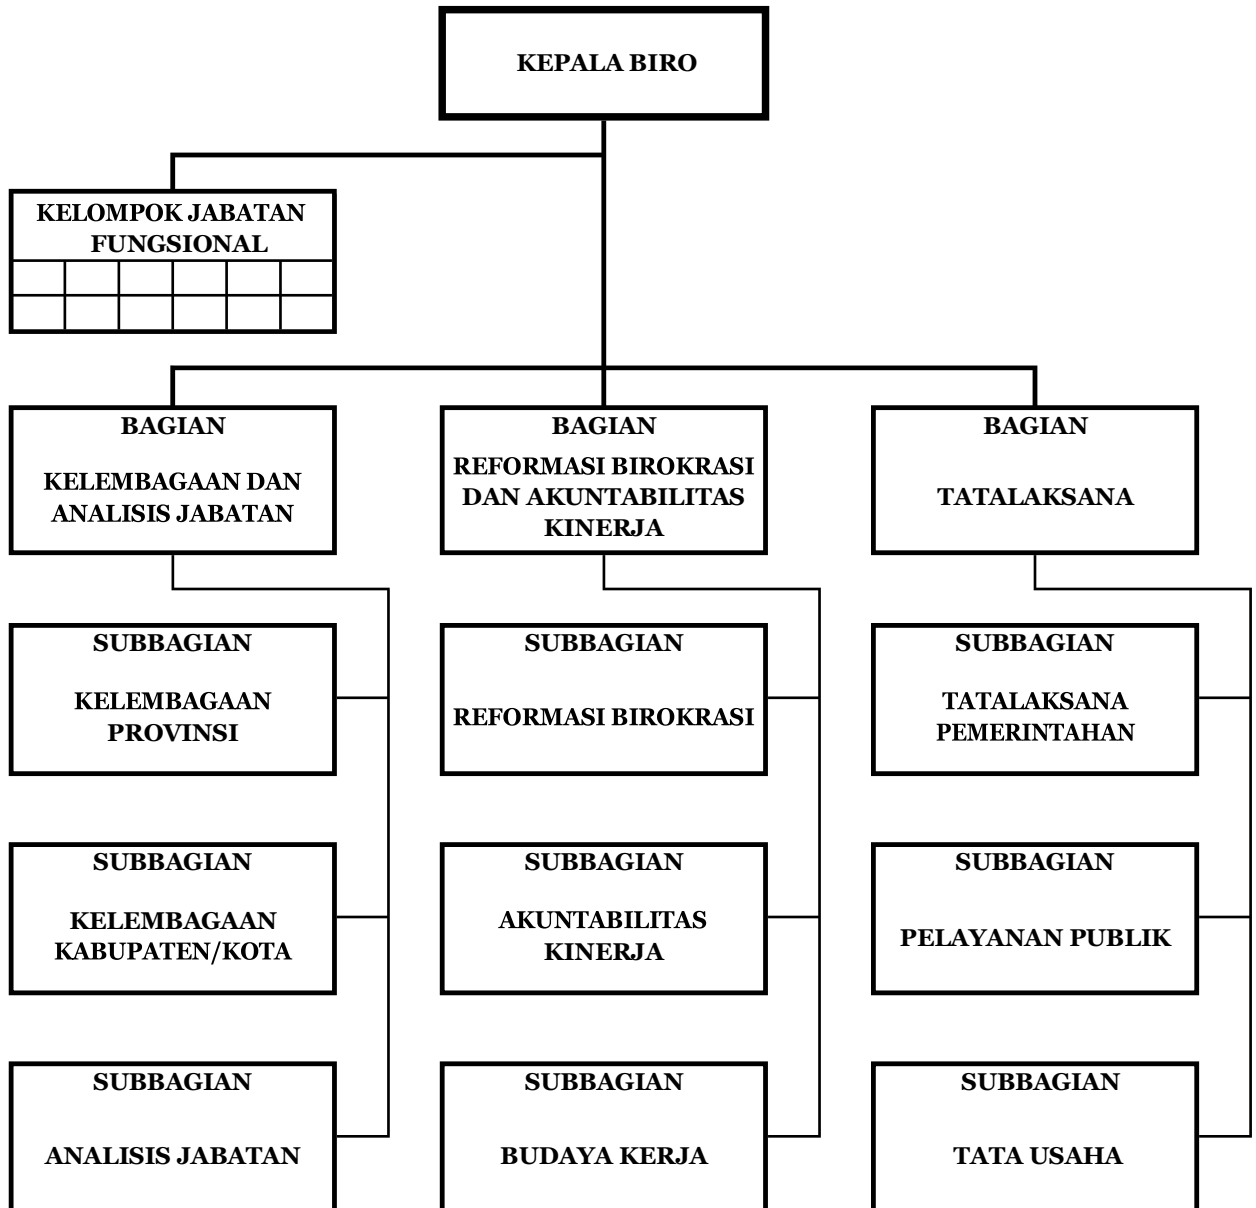 KEPALA BIRO
KELOMPOK JABATAN
FUNGSIONAL
BAGIAN
KELEMBAGAAN DAN
ANALISIS JABATAN
BAGIAN
REFORMASI BIROKRASI
DAN AKUNTABILITAS
KINERJA
BAGIAN
TATALAKSANA
SUBBAGIAN
KELEMBAGAAN
PROVINSI
SUBBAGIAN
REFORMASI BIROKRASI
SUBBAGIAN
TATALAKSANA
PEMERINTAHAN
SUBBAGIAN
KELEMBAGAAN
KABUPATEN/KOTA
SUBBAGIAN
AKUNTABILITAS
KINERJA
SUBBAGIAN
PELAYANAN PUBLIK
SUBBAGIAN
ANALISIS JABATAN
SUBBAGIAN
BUDAYA KERJA
SUBBAGIAN
TATA USAHA